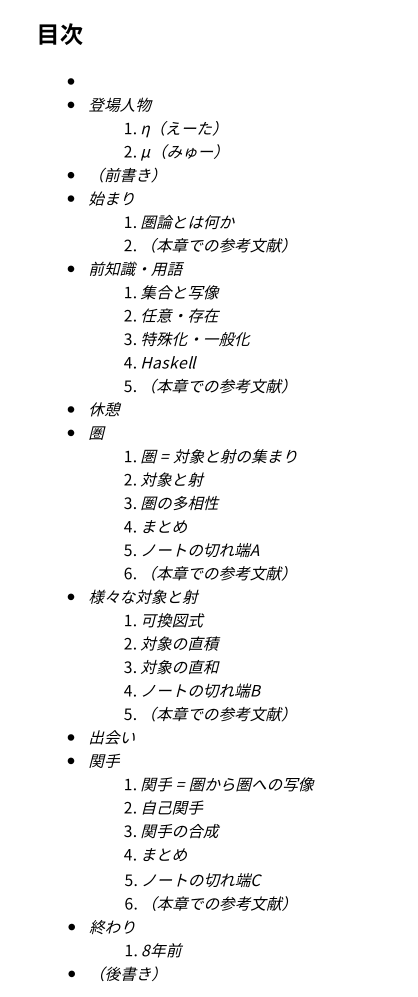 目次
•
• 登場人物
1. η（えーた）
2. μ（みゅー）
• （前書き）
• 始まり
1. 圏論とは何か
2. （本章での参考文献）
• 前知識・用語
1. 集合と写像
2. 任意・存在
3. 特殊化・一般化
4. Haskell
5. （本章での参考文献）
• 休憩
• 圏
1. 圏 = 対象と射の集まり
2. 対象と射
3. 圏の多相性
4. まとめ
5. ノートの切れ端A
6. （本章での参考文献）
• 様々な対象と射
1. 可換図式
2. 対象の直積
3. 対象の直和
4. ノートの切れ端B
5. （本章での参考文献）
• 出会い
• 関手
1. 関手 = 圏から圏への写像
2. 自己関手
3. 関手の合成
4. まとめ
5. ノートの切れ端C
6. （本章での参考文献）
• 終わり
1. 8年前
• （後書き）